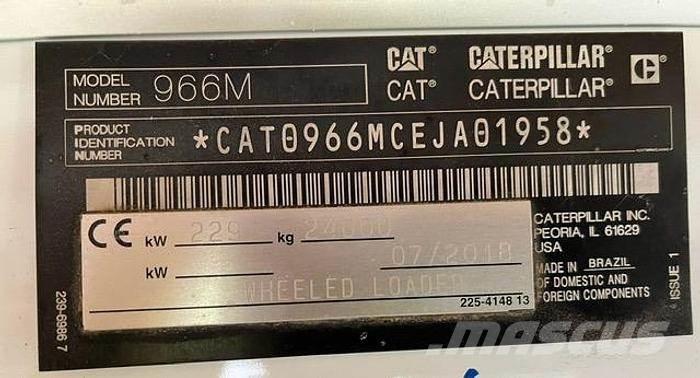 CAT® CATERPILLAR®
CAT® CATERPILLAR®
MODEL NUMBER 966M
PRODUCT IDENTIFICATION NUMBER *CAT0966MCEJA01958*
CE kW 229 kg 24000
kW 07/2018
WHEELED LOADER
225-4148 13
CATERPILLAR INC.
PEORIA, IL 61629
USA
MADE IN BRAZIL
OF DOMESTIC AND
FOREIGN COMPONENTS
239-6986 7
ISSUE 1
MASCUS